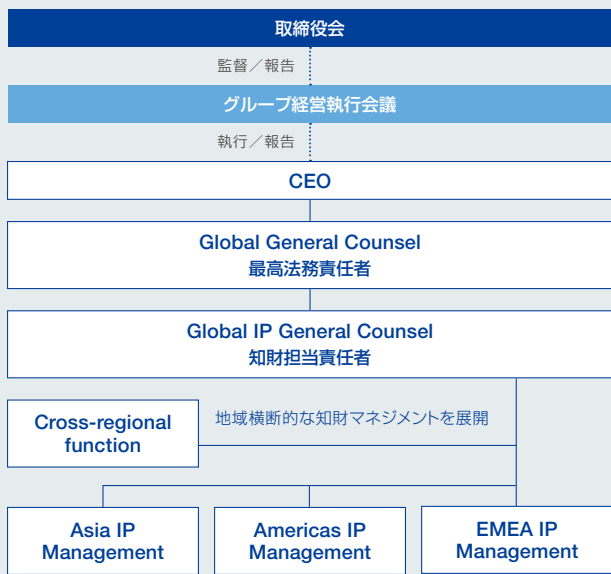 取締役会
監督／報告
グループ経営執行会議
執行／報告
CEO
Global General Counsel
最高法務責任者
Global IP General Counsel
知財担当責任者
Cross-regional
function
地域横断的な知財マネジメントを展開
Asia IP
Management
Americas IP
Management
EMEA IP
Management